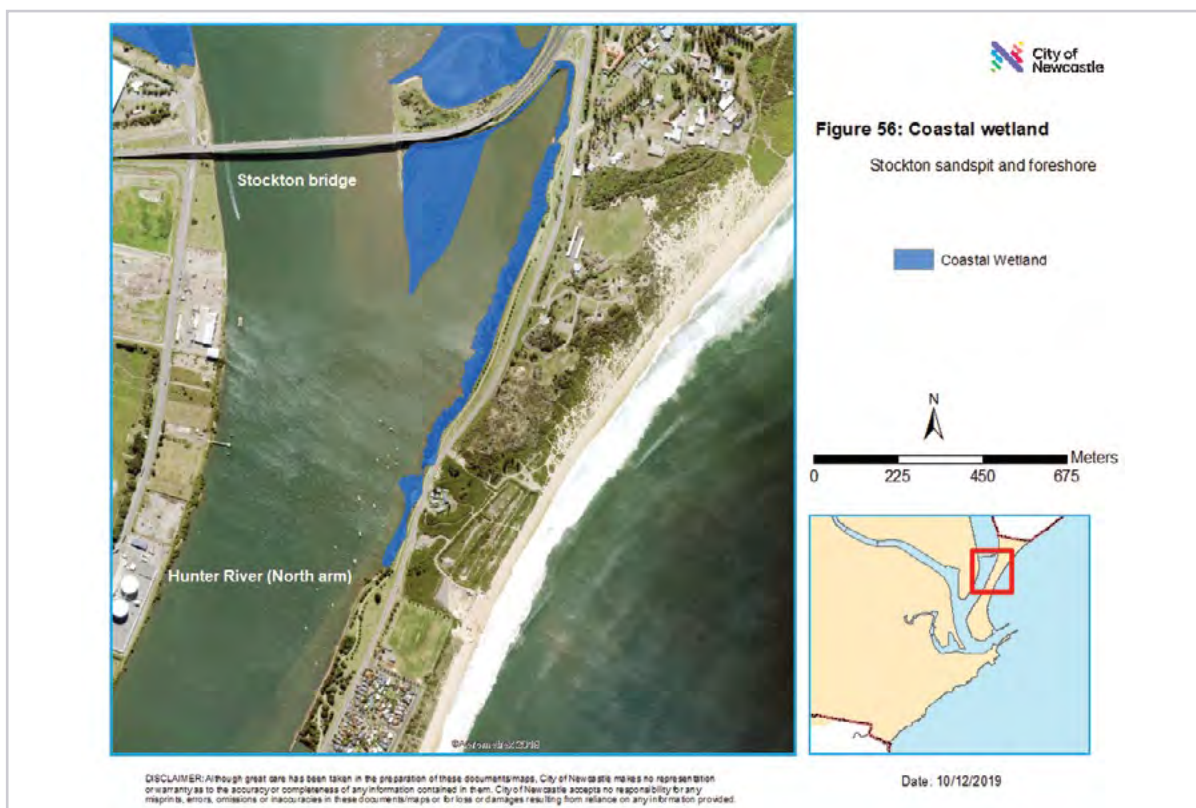 City of
Newcastle
Figure 56: Coastal wetland
Stockton sandspit and foreshore
Coastal Wetland
Stockton bridge
Hunter River (North arm)
N
Meters
0 225 450 675
DISCLAIMER: Although great care has been taken in the preparation of these documents/maps, City of Newcastle makes no representation
or warranty as to the accuracy or completeness of any information contained in them. City of Newcastle accepts no responsibility for any
misprints, errors, omissions or inaccuracies in these documents/maps or for loss or damages resulting from reliance on any information provided.
Date: 10/12/2019